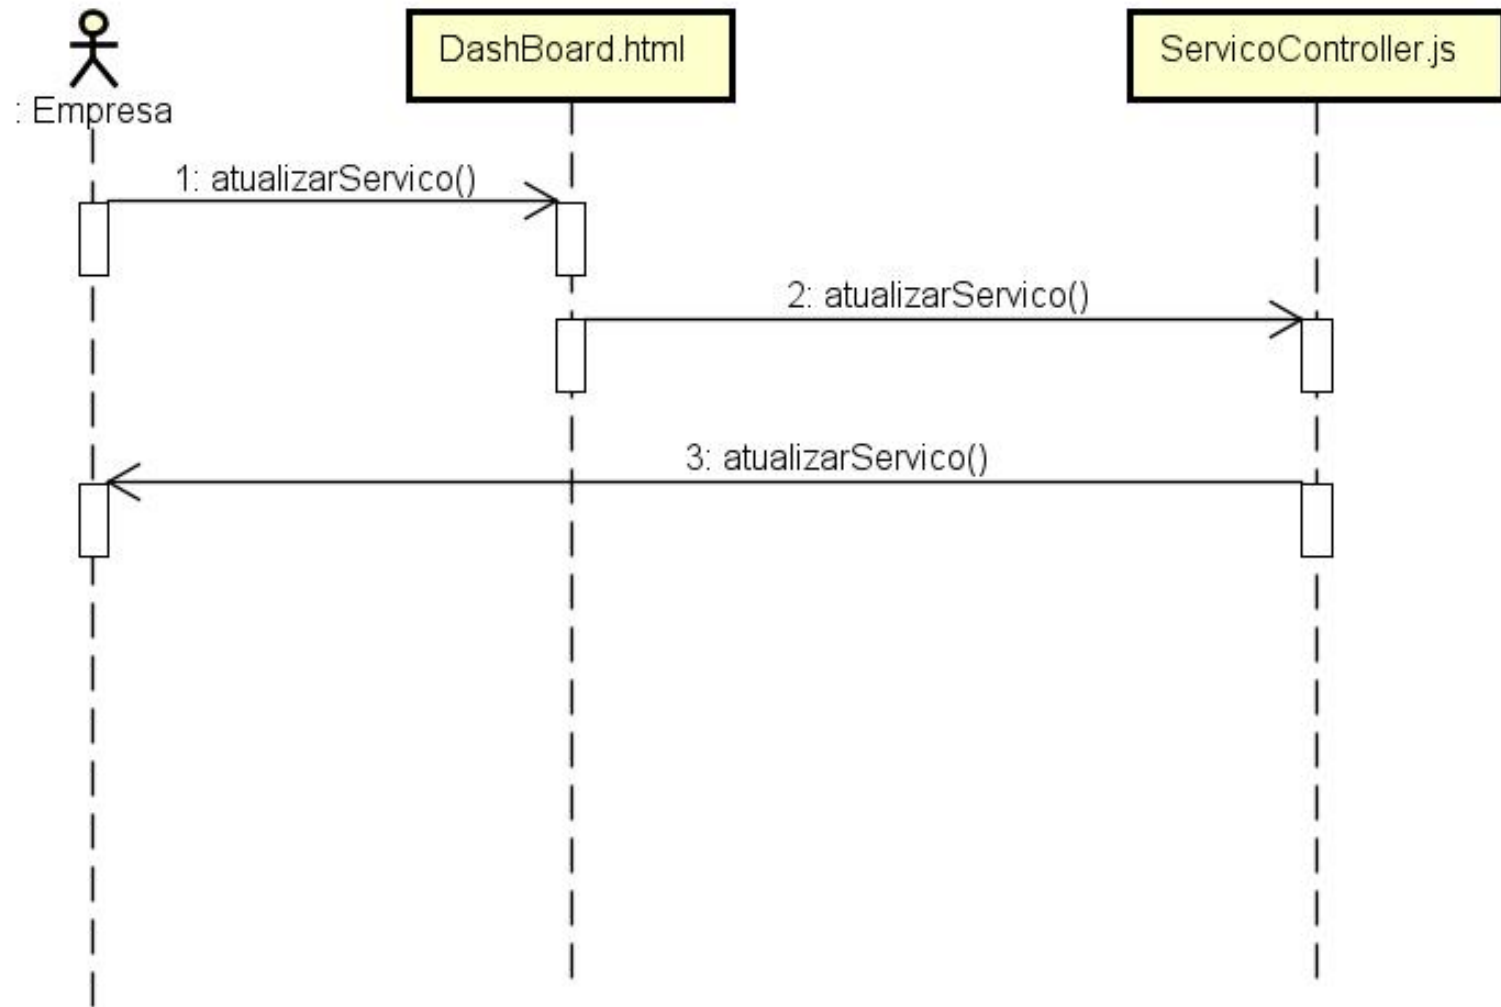 DashBoard.html
ServicoController.js
: Empresa
1: atualizarServico()
2: atualizarServico()
3: atualizarServico()